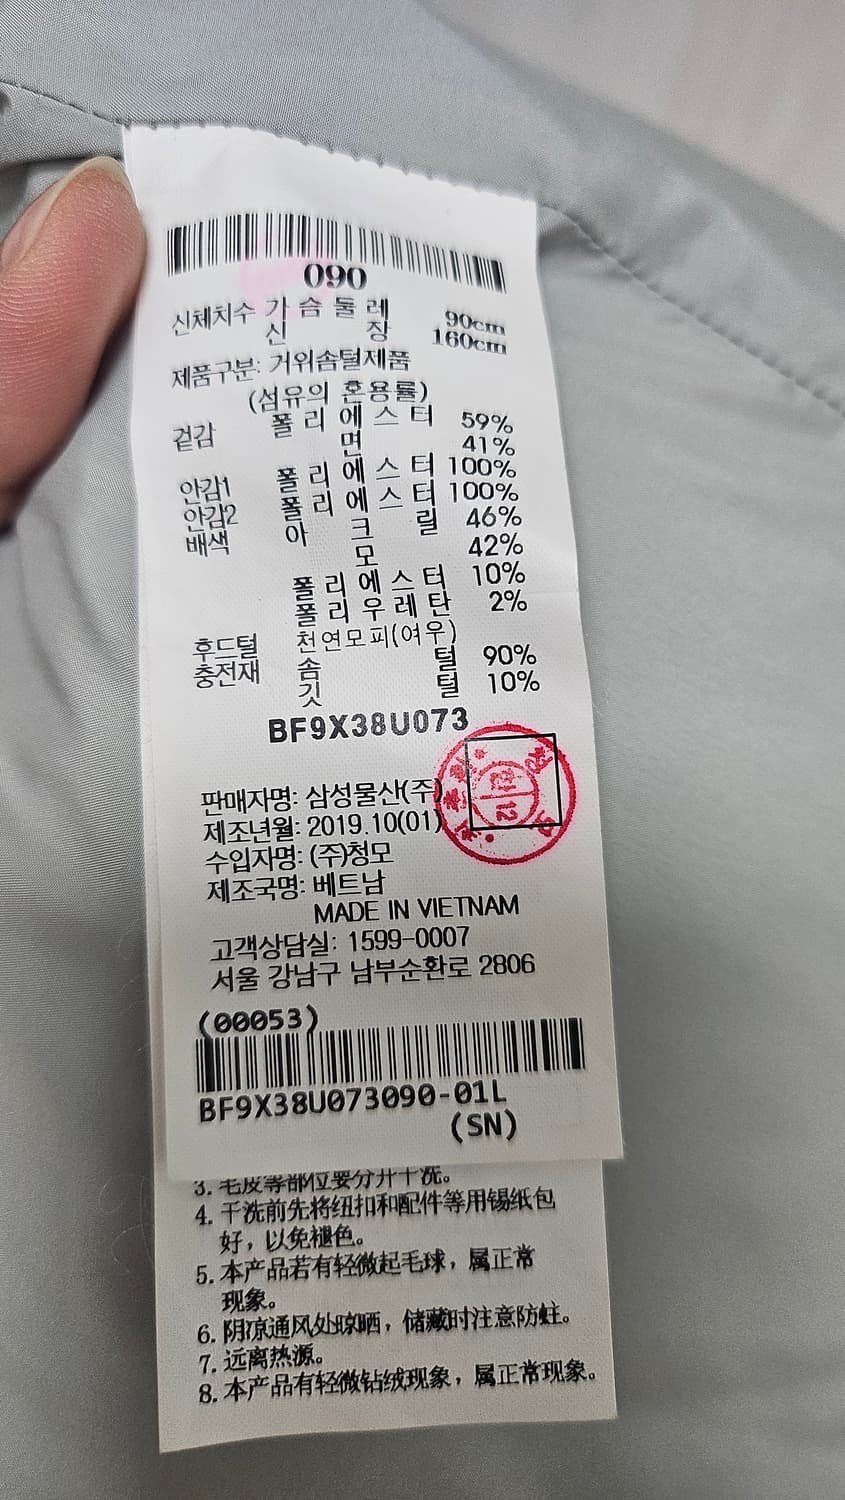 090
신체치수 가슴둘레 90cm
신장 160cm
제품구분: 거위솜털제품
(섬유의 혼용률)
겉감 폴리에스터 59%
면 41%
안감1 폴리에스터 100%
안감2 폴리에스터 100%
배색 아크릴 46%
모 42%
폴리에스터 10%
폴리우레탄 2%
후드털 천연모피(여우)
충전재 솜털 90%
깃털 10%
BF9X38U073
판매자명: 삼성물산(주)
제조년월: 2019.10(01)
수입자명: (주)청모
제조국명: 베트남
MADE IN VIETNAM
고객상담실: 1599-0007
서울 강남구 남부순환로 2806
(00053)
BF9X38U073090-01L
(SN)
3. 毛皮等部位要分开干洗。
4. 干洗前先将纽扣和配件等用锡纸包
好，以免褪色。
5. 本产品若有轻微起毛球，属正常
现象。
6. 阴凉通风处晾晒，储藏时注意防蛀。
7. 远离热源。
8. 本产品有轻微钻绒现象，属正常现象。